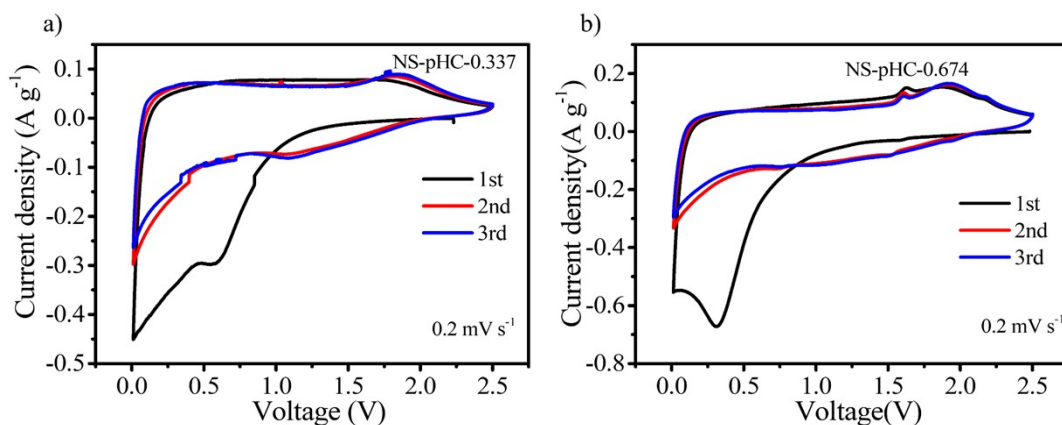 a)
NS-pHC-0.337
Current density (A g⁻¹)
0.1
0.0
-0.1
-0.2
-0.3
-0.4
-0.5
1st
2nd
3rd
0.2 mV s⁻¹
0.0 0.5 1.0 1.5 2.0 2.5
Voltage (V)
b)
NS-pHC-0.674
Current density(A g⁻¹)
0.2
0.0
-0.2
-0.4
-0.6
-0.8
1st
2nd
3rd
0.2 mV s⁻¹
0.0 0.5 1.0 1.5 2.0 2.5
Voltage(V)